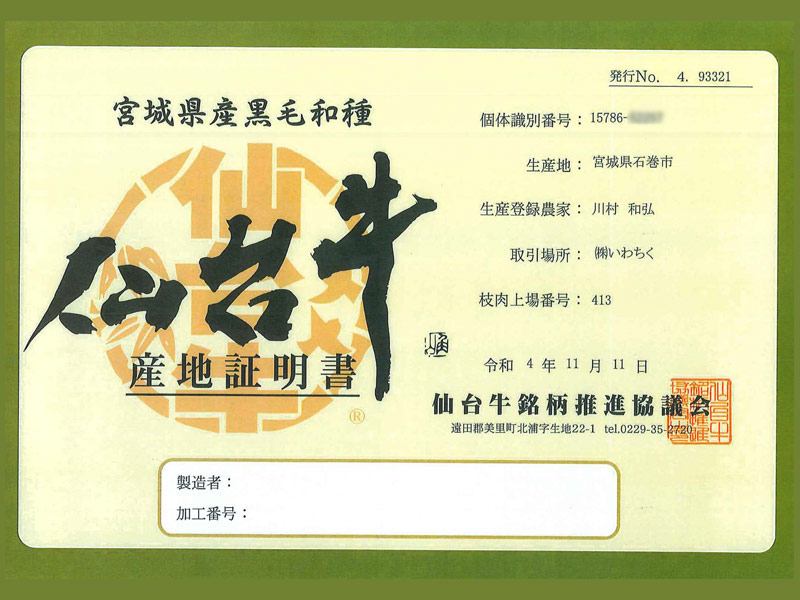 発行No. 4. 93321
宮城県産黒毛和種
仙台牛
産地証明書
®
個体識別番号：15786-
生産地：宮城県石巻市
生産登録農家：川村 和弘
取引場所：㈱いわちく
枝肉上場番号：413
令和 4 年 11 月 11 日
仙台牛銘柄推進協議会
遠田郡美里町北浦字生地22-1 tel.0229-35-2720
製造者：
加工番号：